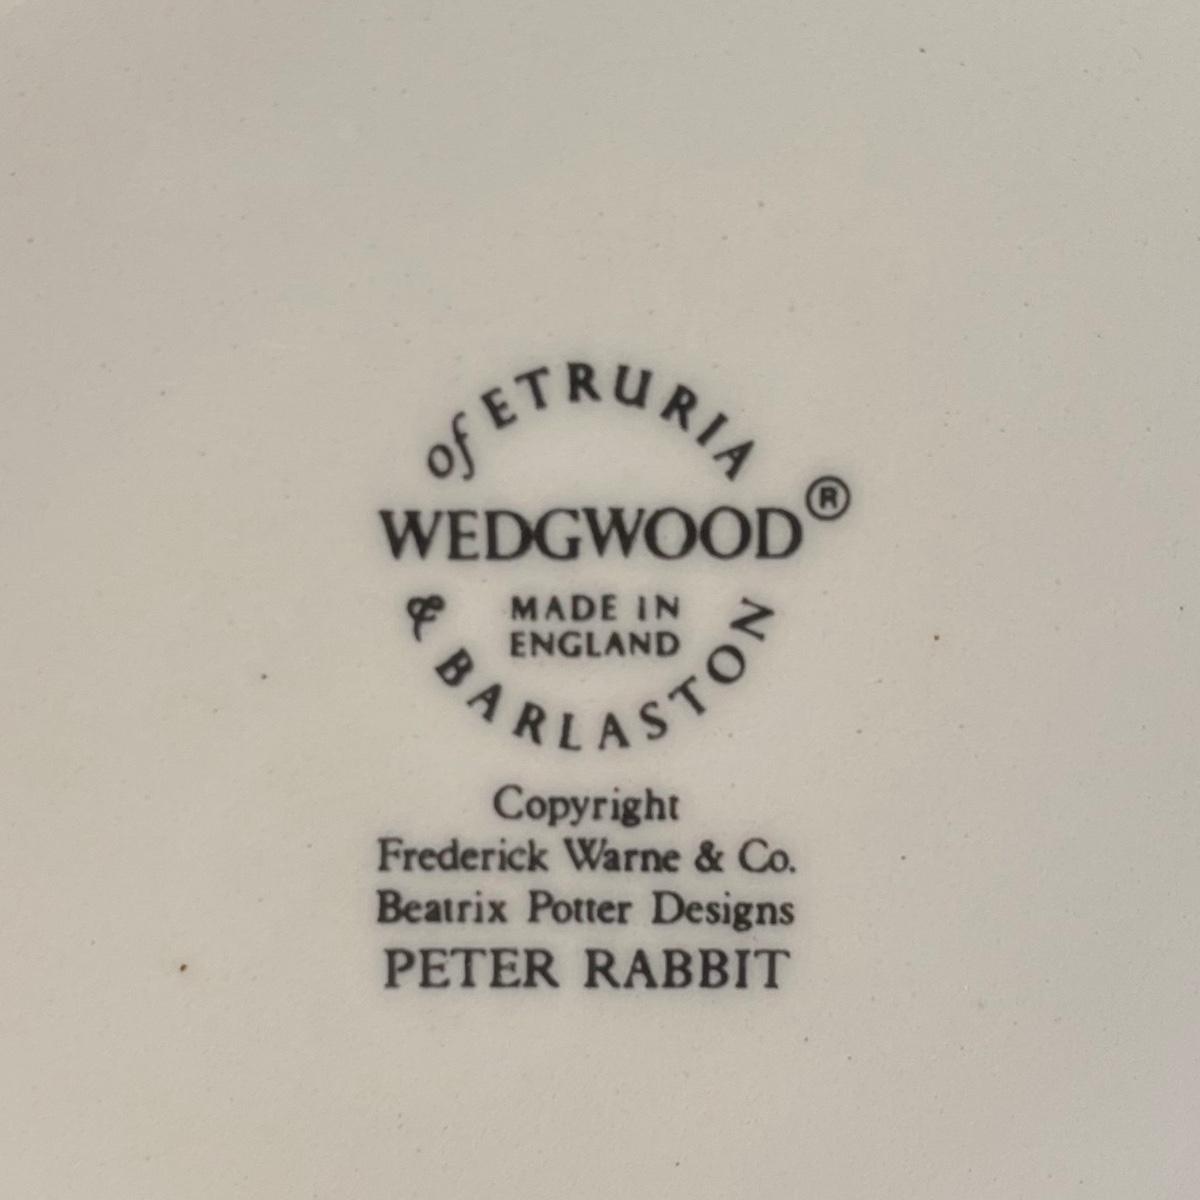 of ETRURIA
WEDGWOOD®
MADE IN
ENGLAND
& BARLASTON
Copyright
Frederick Warne & Co.
Beatrix Potter Designs
PETER RABBIT